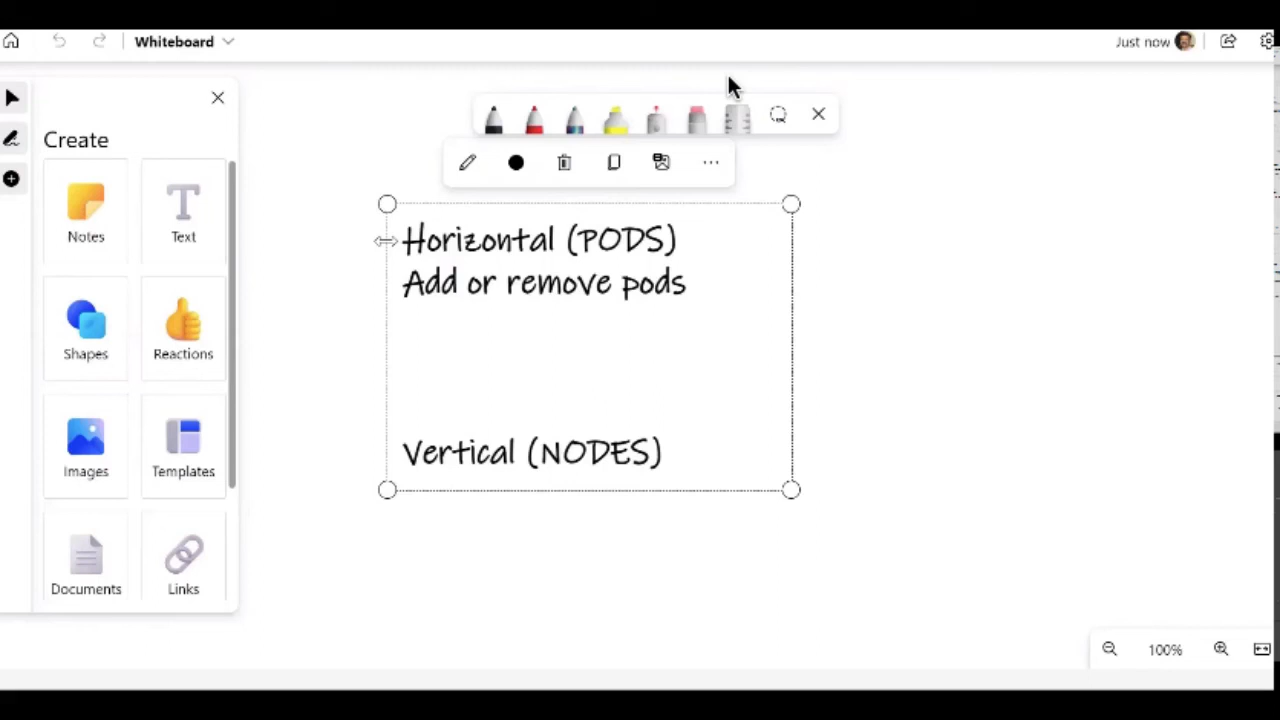 Whiteboard
Just now
Create
Notes
Text
Shapes
Reactions
Images
Templates
Documents
Links
Horizontal (PODS)
Add or remove pods
Vertical (NODES)
100%